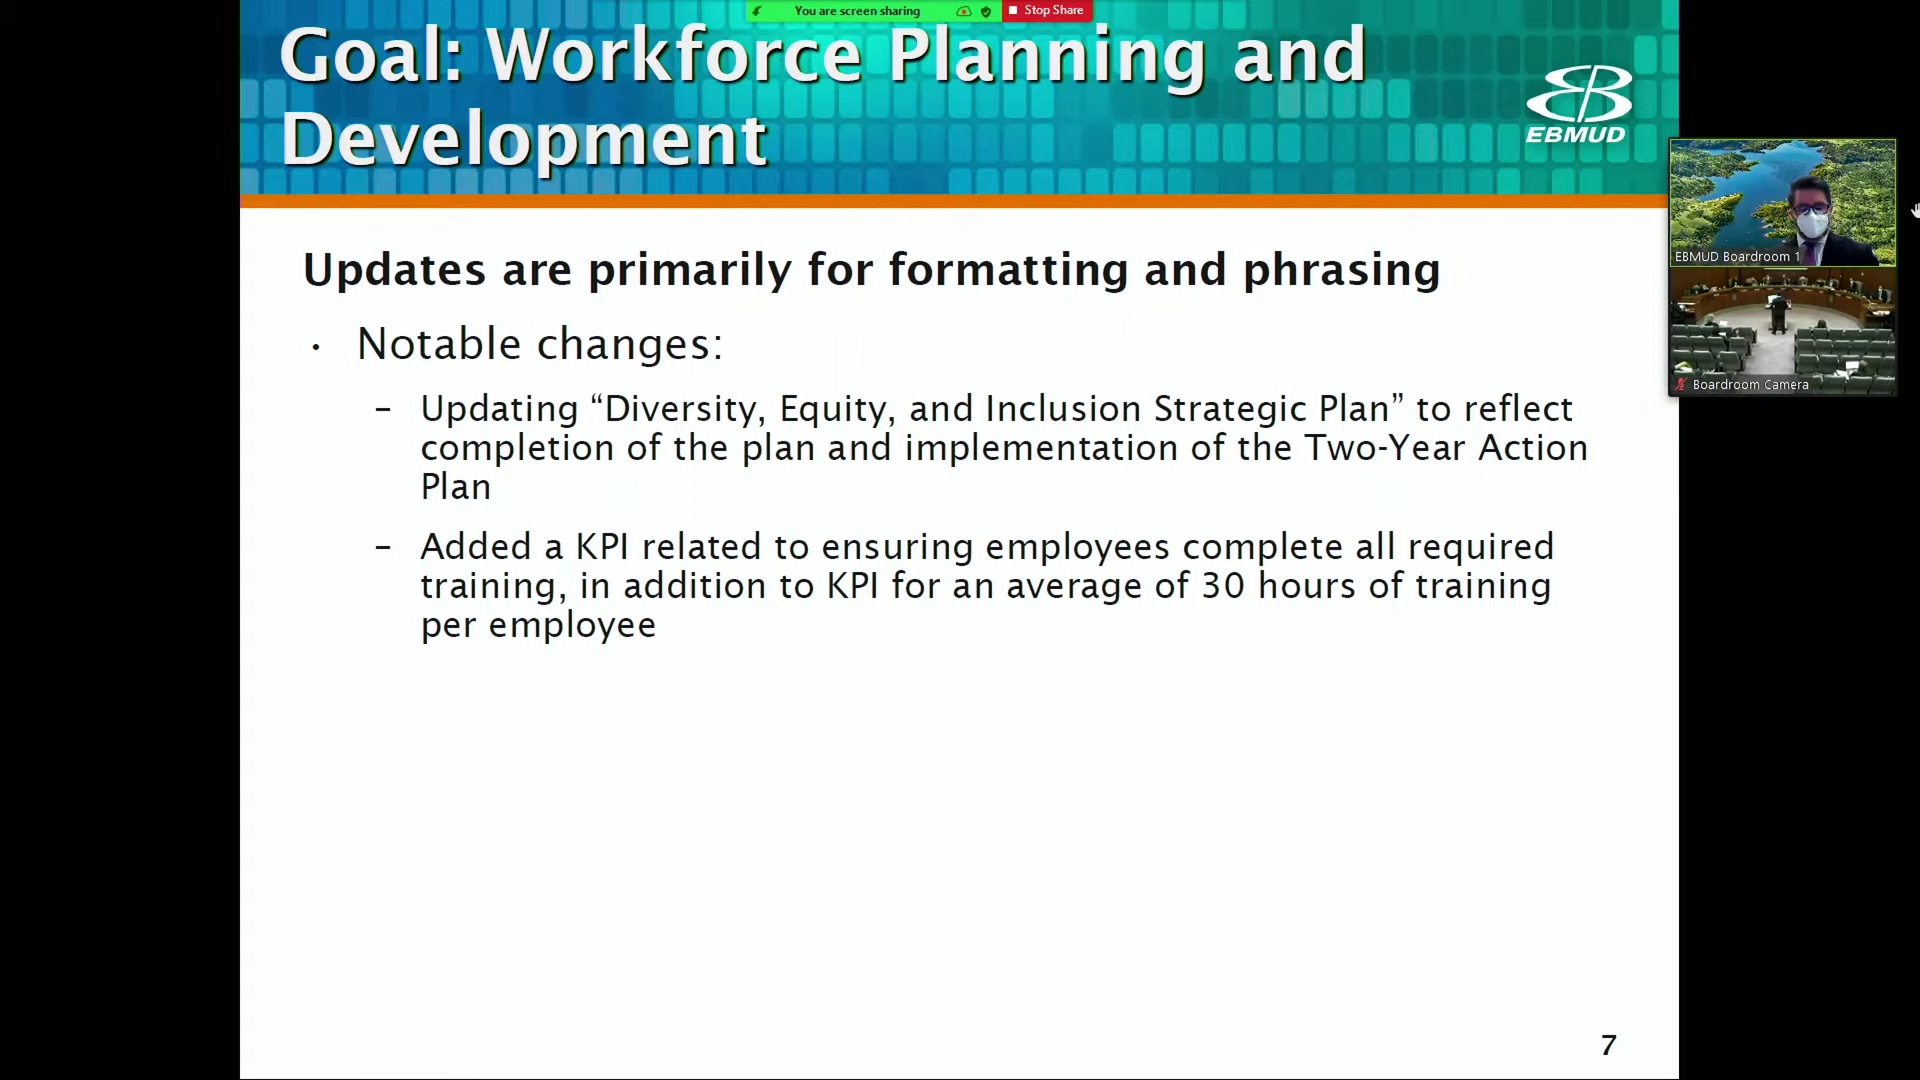 You are screen sharing
Stop Share
Goal: Workforce Planning and
Development
EBMUD
EBMUD Boardroom 1
Boardroom Camera
Updates are primarily for formatting and phrasing
• Notable changes:
– Updating “Diversity, Equity, and Inclusion Strategic Plan” to reflect
completion of the plan and implementation of the Two-Year Action
Plan
– Added a KPI related to ensuring employees complete all required
training, in addition to KPI for an average of 30 hours of training
per employee
7